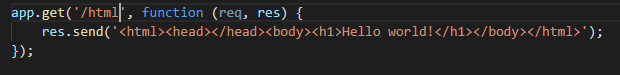 app.get('/html', function (req, res) {
    res.send('<html><head></head><body><h1>Hello world!</h1></body></html>');
});